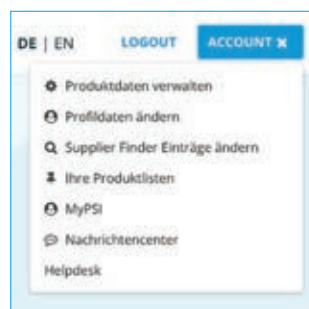 DE | EN LOGOUT ACCOUNT ✖
Produktdaten verwalten
Profildaten ändern
Supplier Finder Einträge ändern
Ihre Produktlisten
MyPSI
Nachrichtencenter
Helpdesk